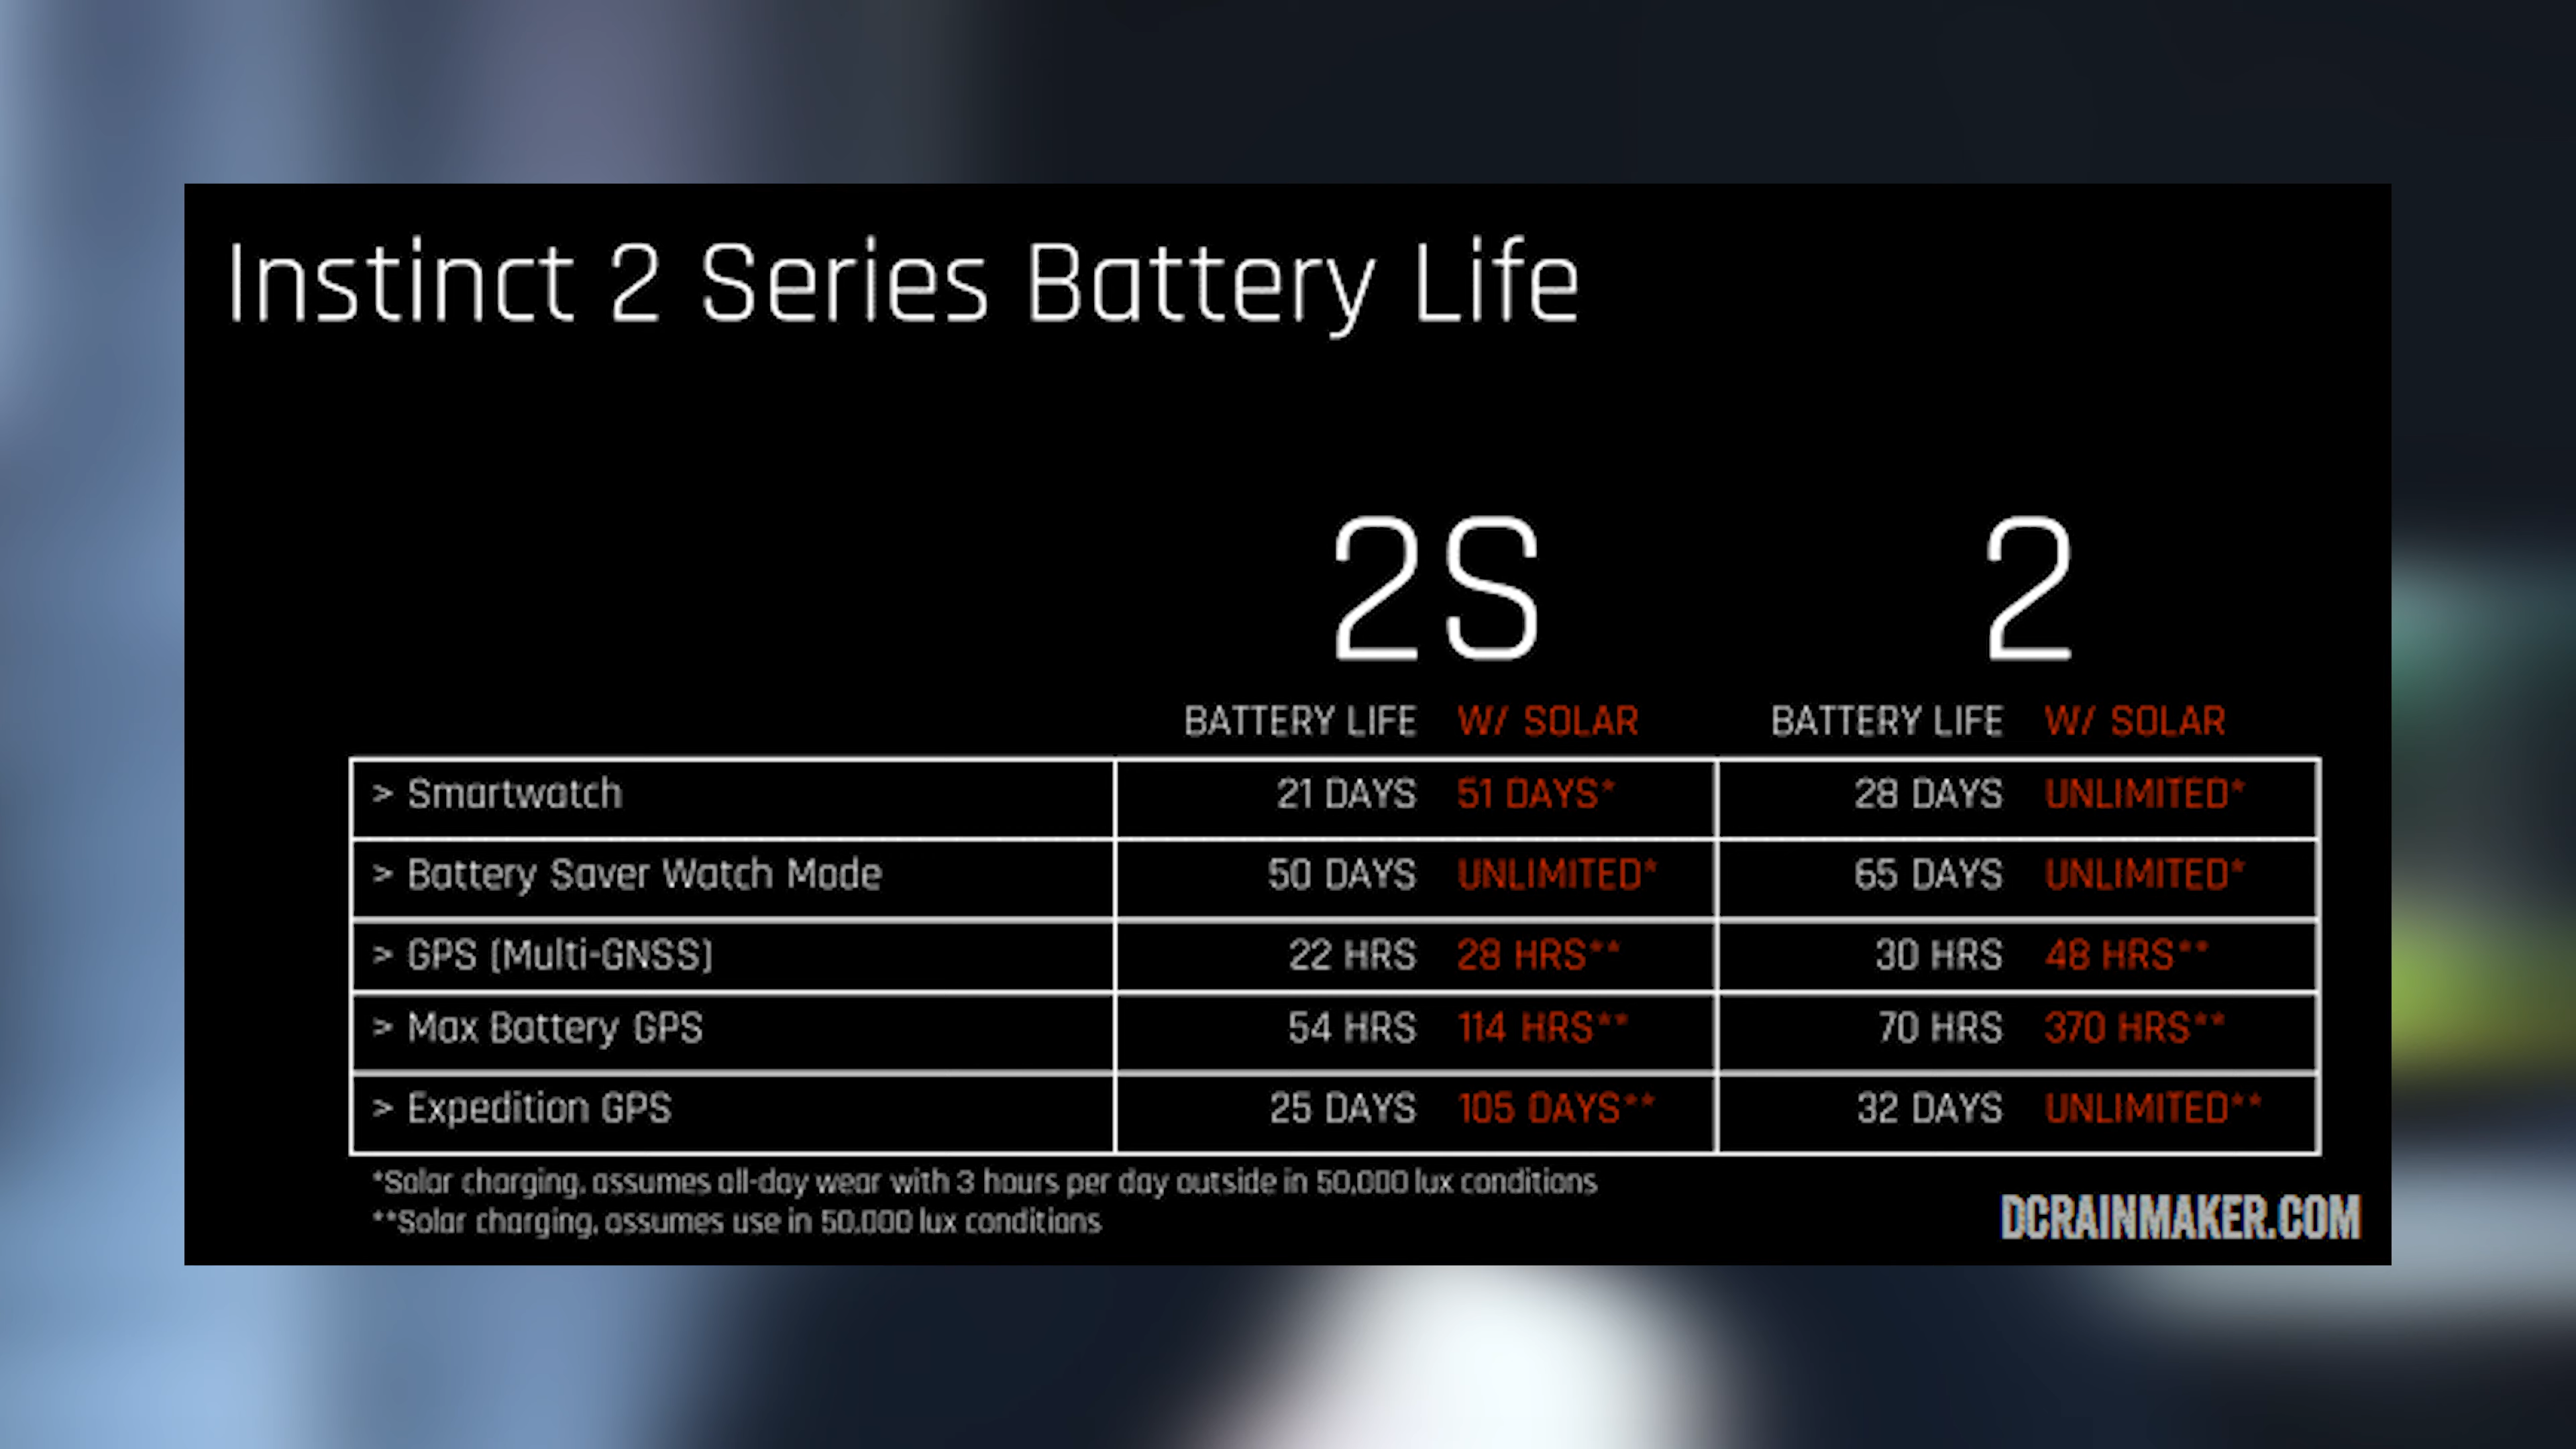 Instinct 2 Series Battery Life
2S 2
BATTERY LIFE W/ SOLAR BATTERY LIFE W/ SOLAR
> Smartwatch 21 DAYS 51 DAYS* 28 DAYS UNLIMITED*
> Battery Saver Watch Mode 50 DAYS UNLIMITED* 65 DAYS UNLIMITED*
> GPS (Multi-GNSS) 22 HRS 28 HRS** 30 HRS 48 HRS**
> Max Battery GPS 54 HRS 114 HRS** 70 HRS 370 HRS**
> Expedition GPS 25 DAYS 105 DAYS** 32 DAYS UNLIMITED**
*Solar charging, assumes all-day wear with 3 hours per day outside in 50,000 lux conditions
**Solar charging, assumes use in 50,000 lux conditions
DCRAINMAKER.COM